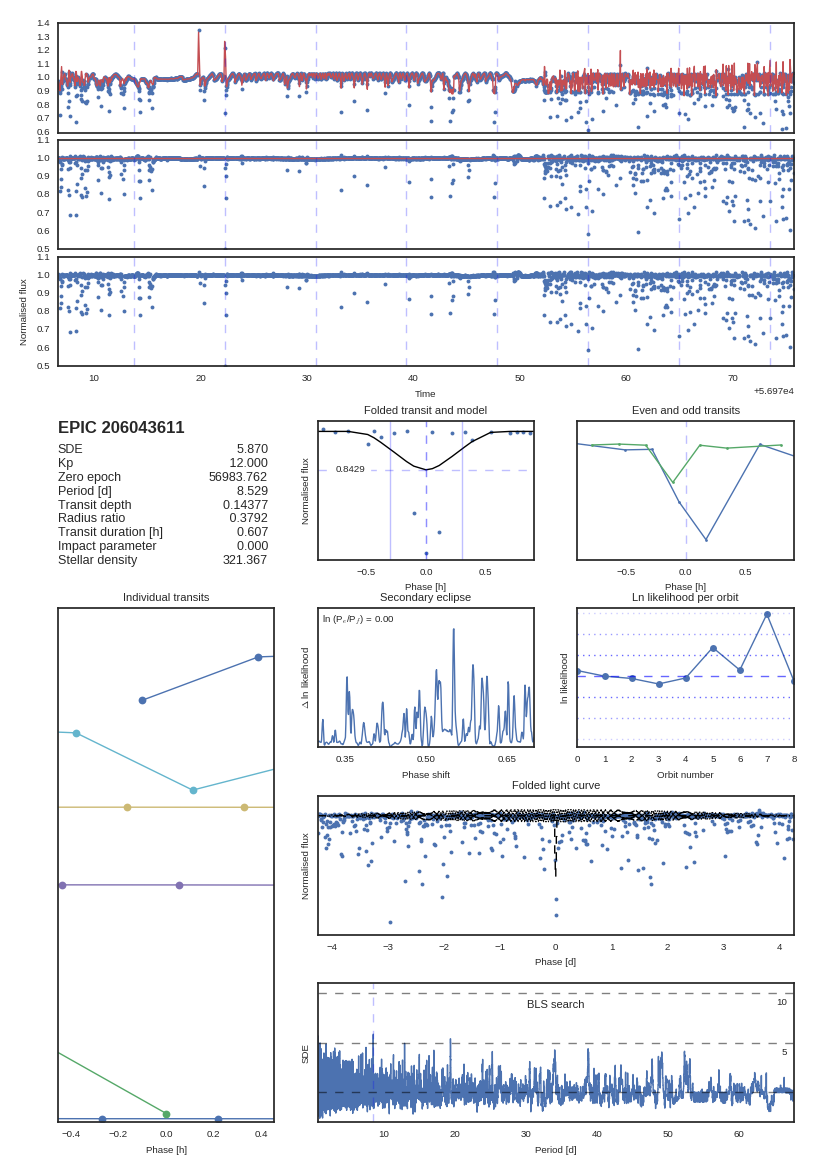 1.4
1.3
1.2
1.1
1.0
0.9
0.8
0.7
0.6
1.1
1.0
0.9
0.8
0.7
0.6
0.5
1.1
1.0
0.9
0.8
0.7
0.6
0.5
Normalised flux
10 20 30 40 50 60 70
Time
+5.697e4
EPIC 206043611
SDE 5.870
Kp 12.000
Zero epoch 56983.762
Period [d] 8.529
Transit depth 0.14377
Radius ratio 0.3792
Transit duration [h] 0.607
Impact parameter 0.000
Stellar density 321.367
Folded transit and model
Normalised flux
0.8429
−0.5 0.0 0.5
Phase [h]
Even and odd transits
−0.5 0.0 0.5
Phase [h]
Individual transits
−0.4 −0.2 0.0 0.2 0.4
Phase [h]
Secondary eclipse
Δ ln likelihood
0.35 0.50 0.65
Phase shift
Ln likelihood per orbit
ln likelihood
0 1 2 3 4 5 6 7 8
Orbit number
Folded light curve
Normalised flux
−4 −3 −2 −1 0 1 2 3 4
Phase [d]
BLS search
10
5
SDE
10 20 30 40 50 60
Period [d]